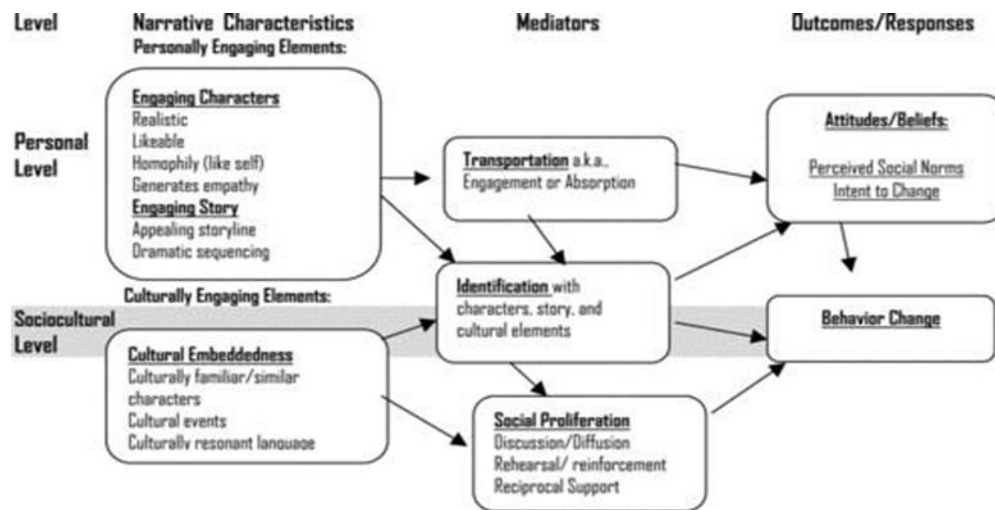 Level
Narrative Characteristics
Mediators
Outcomes/Responses
Personally Engaging Elements:
Personal
Level
Engaging Characters
Realistic
Likeable
Homophily (like self)
Generates empathy
Engaging Story
Appealing storyline
Dramatic sequencing
Transportation a.k.a.,
Engagement or Absorption
Attitudes/Beliefs:
Perceived Social Norms
Intent to Change
Culturally Engaging Elements:
Sociocultural
Level
Identification with
characters, story, and
cultural elements
Behavior Change
Cultural Embeddedness
Culturally familiar/similar
characters
Cultural events
Culturally resonant language
Social Proliferation
Discussion/Diffusion
Rehearsal/ reinforcement
Reciprocal Support